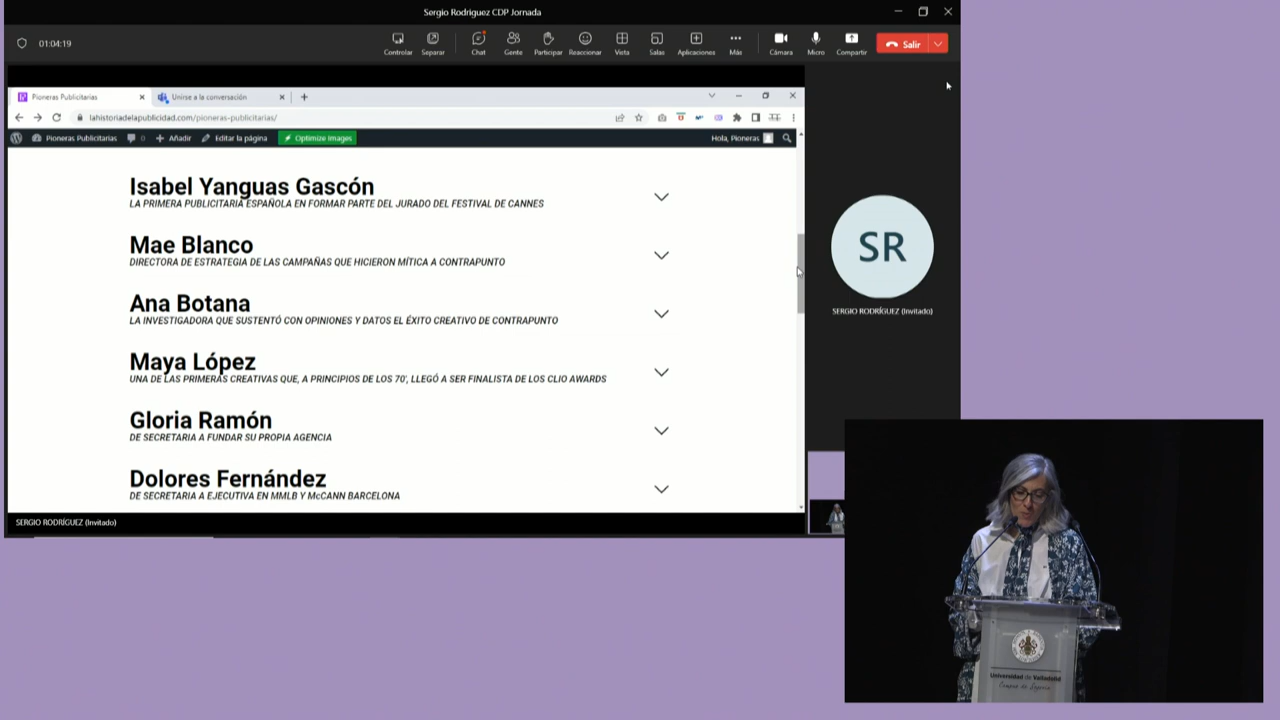 Sergio Rodriguez CDP Jornada
01:04:19
Controlar
Separar
Chat
Gente
Participar
Reaccionar
Vista
Salas
Aplicaciones
Más
Cámara
Micro
Compartir
Salir
Pioneras Publicitarias
Unirse a la conversación
lahistoriadelapublicidad.com/pioneras-publicitarias/
Pioneras Publicitarias
0
Añadir
Editar la página
Optimize Images
Hola, Pioneras
Isabel Yanguas Gascón
LA PRIMERA PUBLICITARIA ESPAÑOLA EN FORMAR PARTE DEL JURADO DEL FESTIVAL DE CANNES
Mae Blanco
DIRECTORA DE ESTRATEGIA DE LAS CAMPAÑAS QUE HICIERON MÍTICA A CONTRAPUNTO
Ana Botana
LA INVESTIGADORA QUE SUSTENTÓ CON OPINIONES Y DATOS EL ÉXITO CREATIVO DE CONTRAPUNTO
Maya López
UNA DE LAS PRIMERAS CREATIVAS QUE, A PRINCIPIOS DE LOS 70', LLEGÓ A SER FINALISTA DE LOS CLIO AWARDS
Gloria Ramón
DE SECRETARIA A FUNDAR SU PROPIA AGENCIA
Dolores Fernández
DE SECRETARIA A EJECUTIVA EN MMLB Y McCANN BARCELONA
SERGIO RODRÍGUEZ (Invitado)
SR
SERGIO RODRÍGUEZ (Invitado)
Universidad de Valladolid
Campus de Segovia